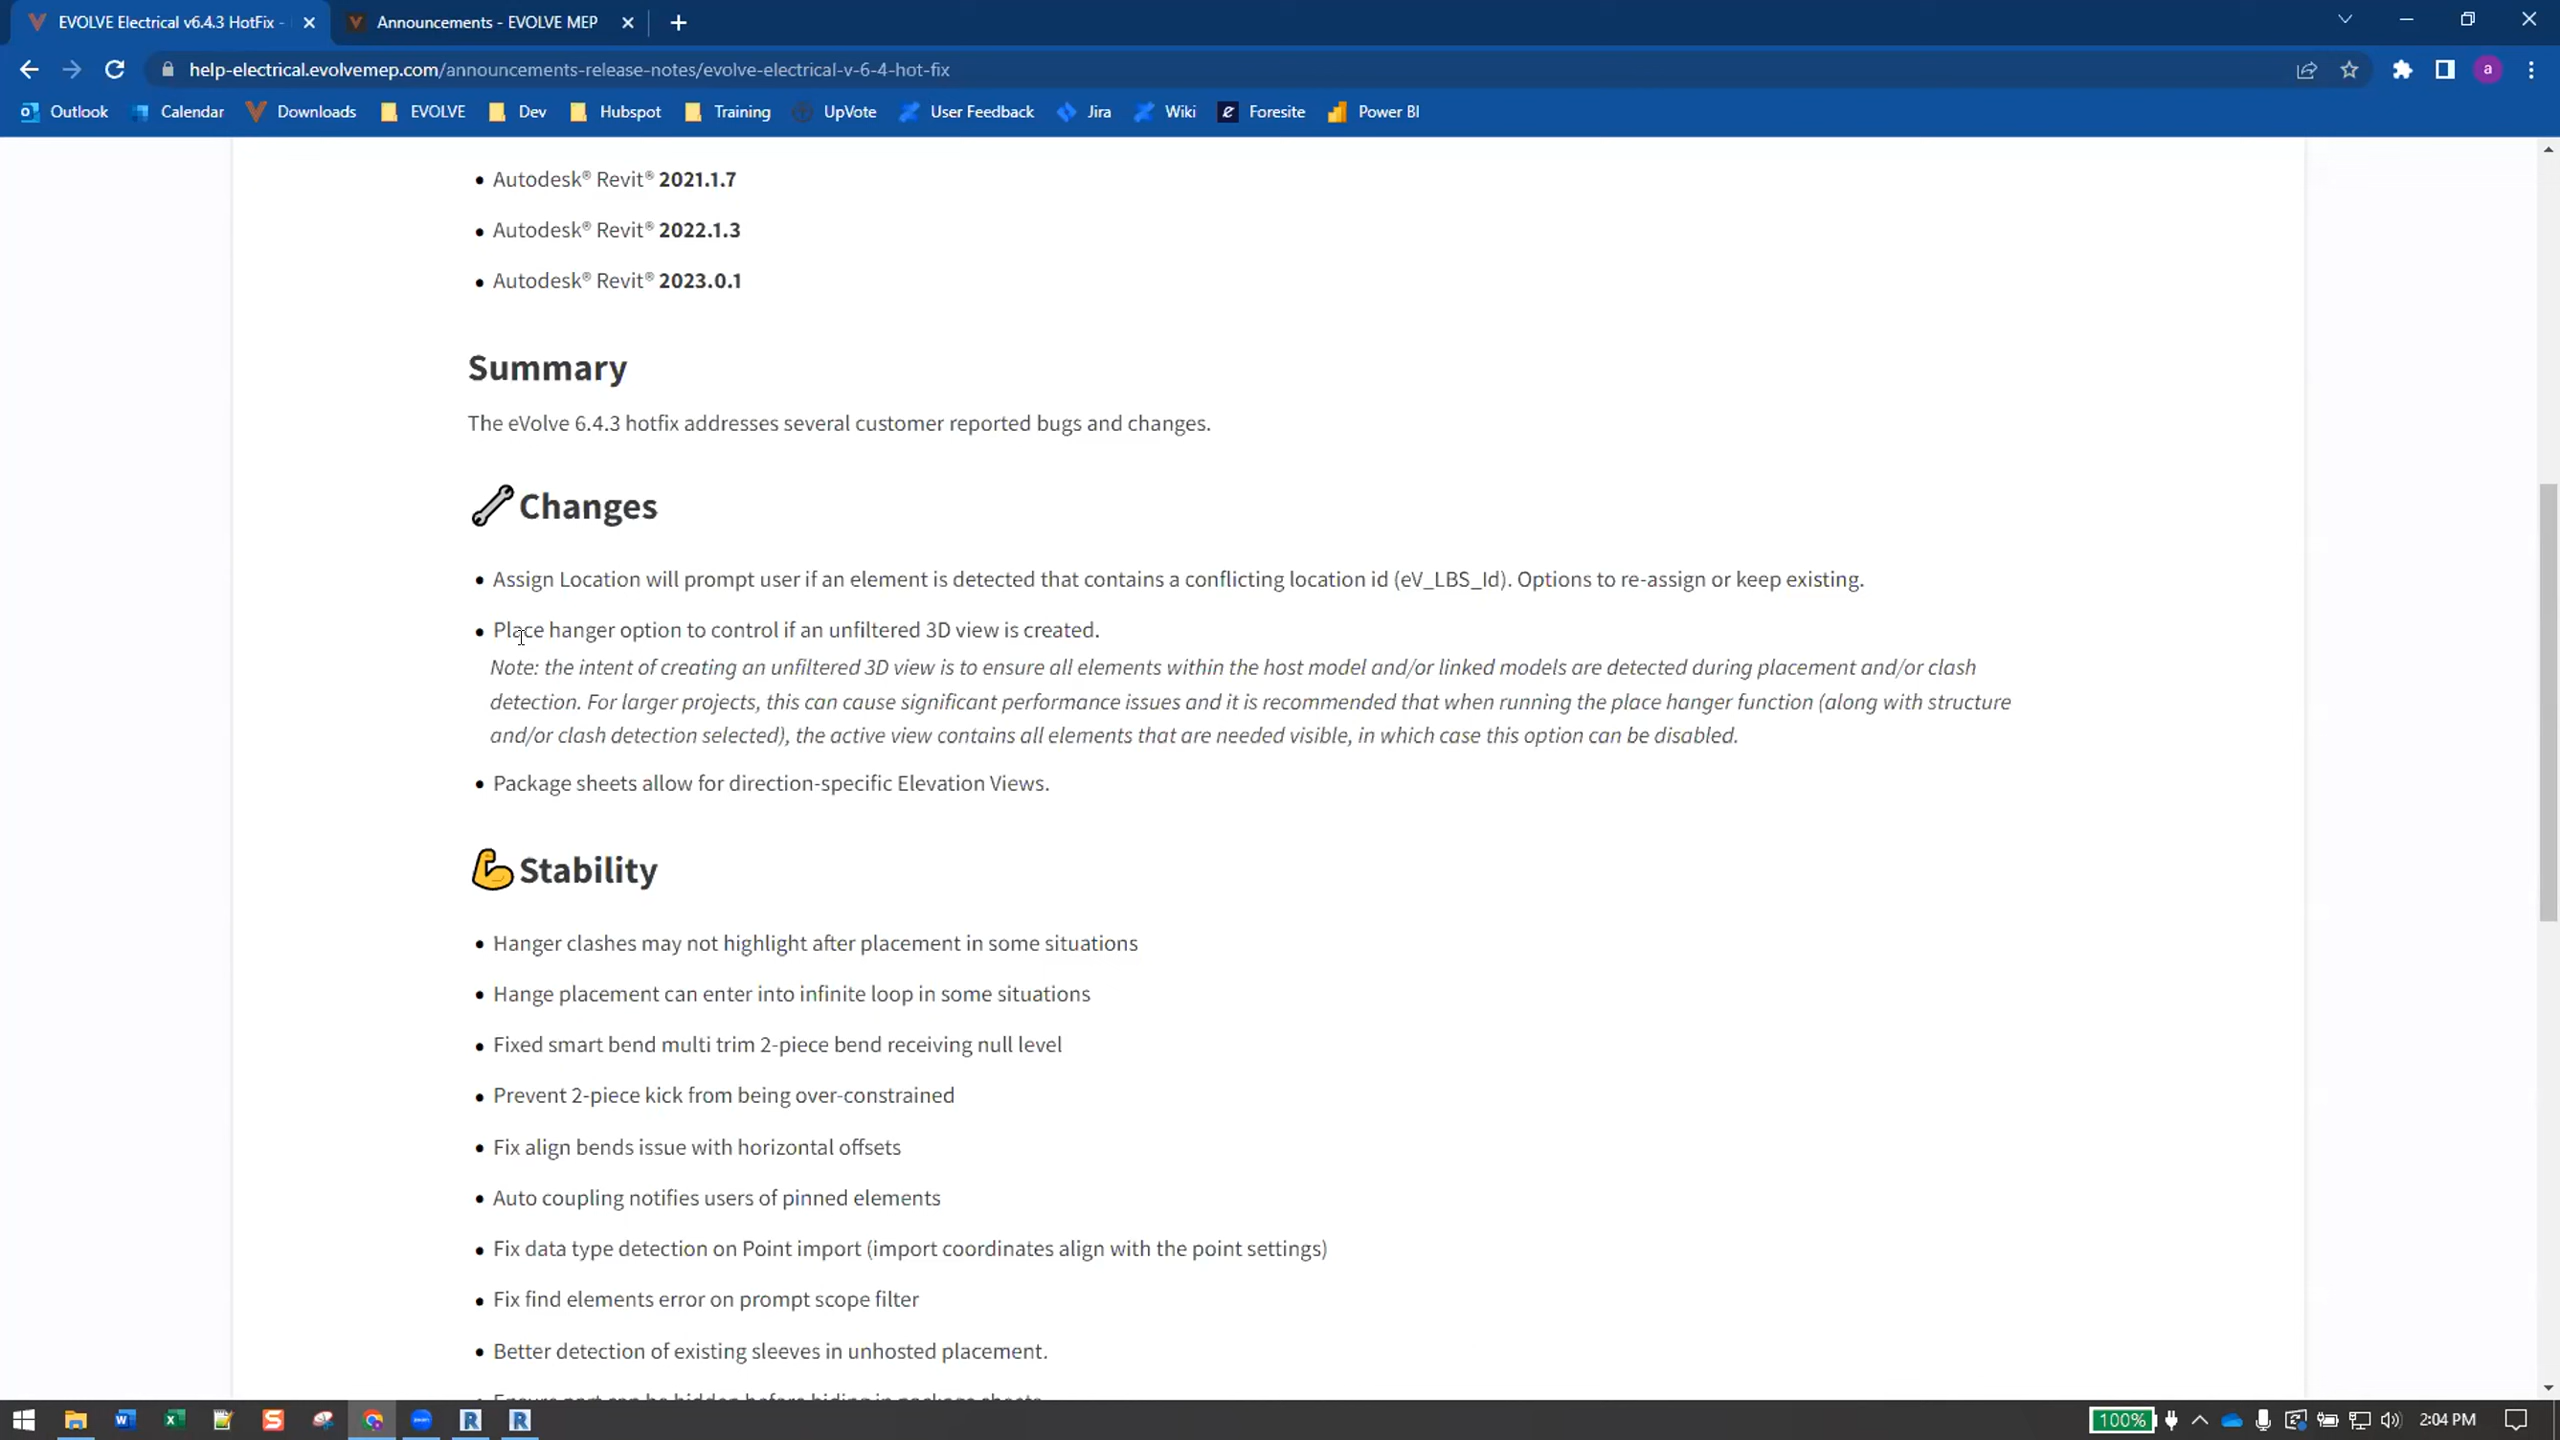 EVOLVE Electrical v6.4.3 HotFix -
Announcements - EVOLVE MEP
help-electrical.evolvemep.com/announcements-release-notes/evolve-electrical-v-6-4-hot-fix
a
Outlook Calendar Downloads EVOLVE Dev Hubspot Training UpVote User Feedback Jira Wiki Foresite Power BI
Autodesk® Revit® 2021.1.7
Autodesk® Revit® 2022.1.3
Autodesk® Revit® 2023.0.1
Summary
The eVolve 6.4.3 hotfix addresses several customer reported bugs and changes.
Changes
Assign Location will prompt user if an element is detected that contains a conflicting location id (eV_LBS_Id). Options to re-assign or keep existing.
Place hanger option to control if an unfiltered 3D view is created.
Note: the intent of creating an unfiltered 3D view is to ensure all elements within the host model and/or linked models are detected during placement and/or clash
detection. For larger projects, this can cause significant performance issues and it is recommended that when running the place hanger function (along with structure
and/or clash detection selected), the active view contains all elements that are needed visible, in which case this option can be disabled.
Package sheets allow for direction-specific Elevation Views.
Stability
Hanger clashes may not highlight after placement in some situations
Hange placement can enter into infinite loop in some situations
Fixed smart bend multi trim 2-piece bend receiving null level
Prevent 2-piece kick from being over-constrained
Fix align bends issue with horizontal offsets
Auto coupling notifies users of pinned elements
Fix data type detection on Point import (import coordinates align with the point settings)
Fix find elements error on prompt scope filter
Better detection of existing sleeves in unhosted placement.
Ensure part can be hidden before hiding in package sheets
100%
2:04 PM